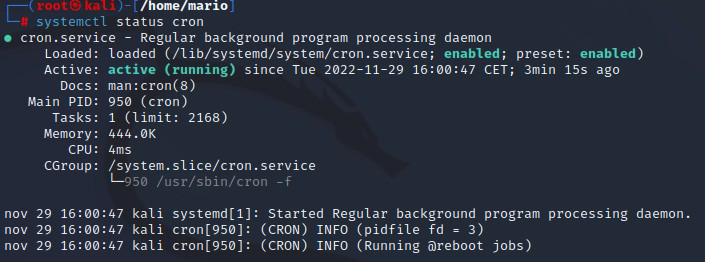 ┌──(root㉿kali)-[/home/mario]
└─# systemctl status cron
● cron.service - Regular background program processing daemon
Loaded: loaded (/lib/systemd/system/cron.service; enabled; preset: enabled)
Active: active (running) since Tue 2022-11-29 16:00:47 CET; 3min 15s ago
Docs: man:cron(8)
Main PID: 950 (cron)
Tasks: 1 (limit: 2168)
Memory: 444.0K
CPU: 4ms
CGroup: /system.slice/cron.service
└─950 /usr/sbin/cron -f
nov 29 16:00:47 kali systemd[1]: Started Regular background program processing daemon.
nov 29 16:00:47 kali cron[950]: (CRON) INFO (pidfile fd = 3)
nov 29 16:00:47 kali cron[950]: (CRON) INFO (Running @reboot jobs)